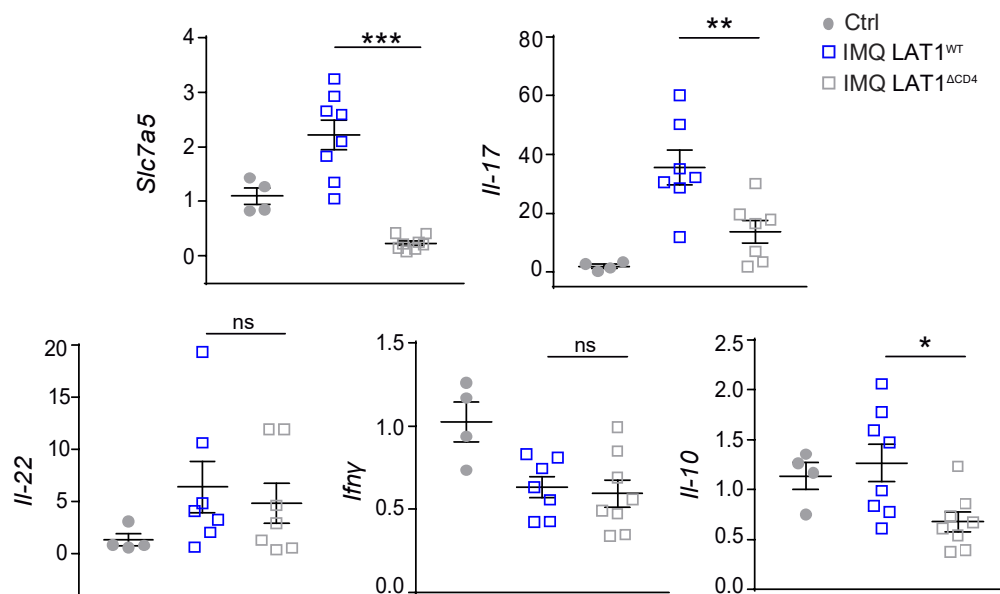 Ctrl
IMQ LAT1ᵂᵀ
IMQ LAT1ᐃCD4
Slc7a5
4
3
2
1
0
***
Il-17
80
60
40
20
0
**
Il-22
20
15
10
5
0
ns
Ifnγ
1.5
1.0
0.5
0.0
ns
Il-10
2.5
2.0
1.5
1.0
0.5
0.0
*